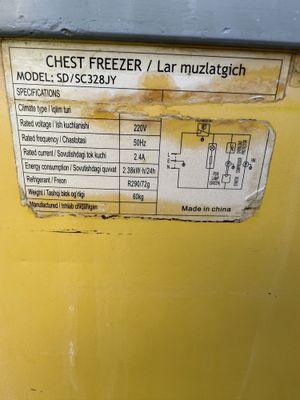 CHEST FREEZER / Lar muzlatgich
MODEL: SD/SC328JY
SPECIFICATIONS
Climate type / Iqlim turi
Rated voltage / Ish kuchlanishi 220V
Rated frequency / Chastotasi 50Hz
Rated current / Sovutishdagi tok kuchi 2.4A
Energy consumption / Sovutishdagi quvvat 2.38kW·h/24h
Refrigerant / Freon R290/72g
Weight / Tashqi blok og'rligi 60kg
Manufactured / Ishlab chiqarilgan
Made in china